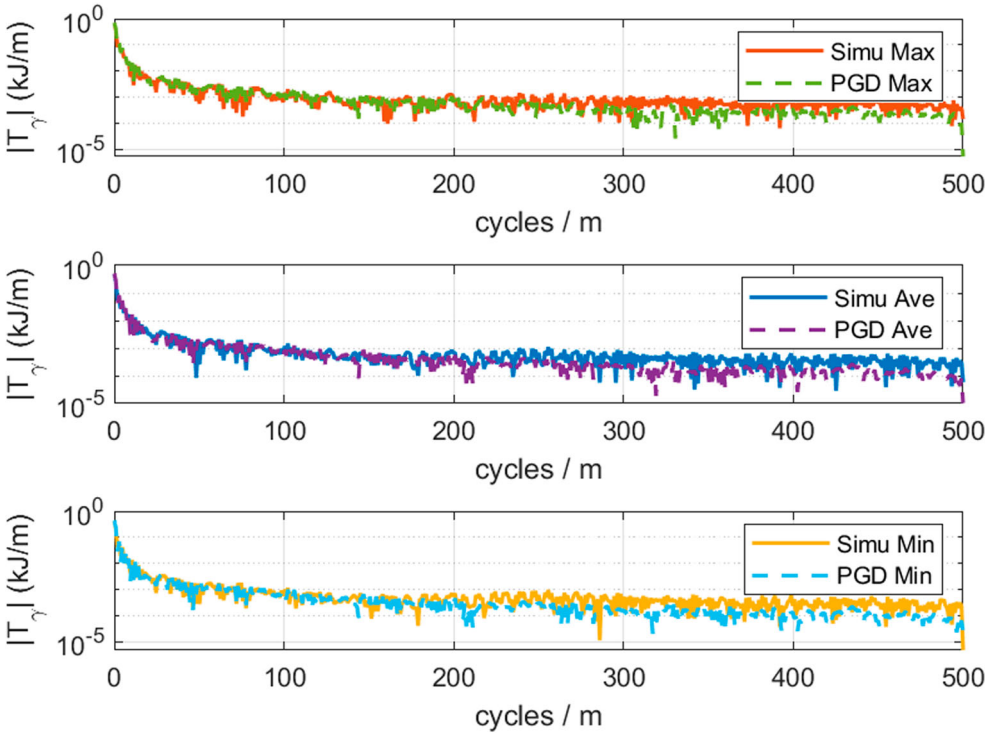 |T_γ| (kJ/m)
10^0
10^-5
Simu Max
PGD Max
0 100 200 300 400 500
cycles / m
|T_γ| (kJ/m)
10^0
10^-5
Simu Ave
PGD Ave
0 100 200 300 400 500
cycles / m
|T_γ| (kJ/m)
10^0
10^-5
Simu Min
PGD Min
0 100 200 300 400 500
cycles / m